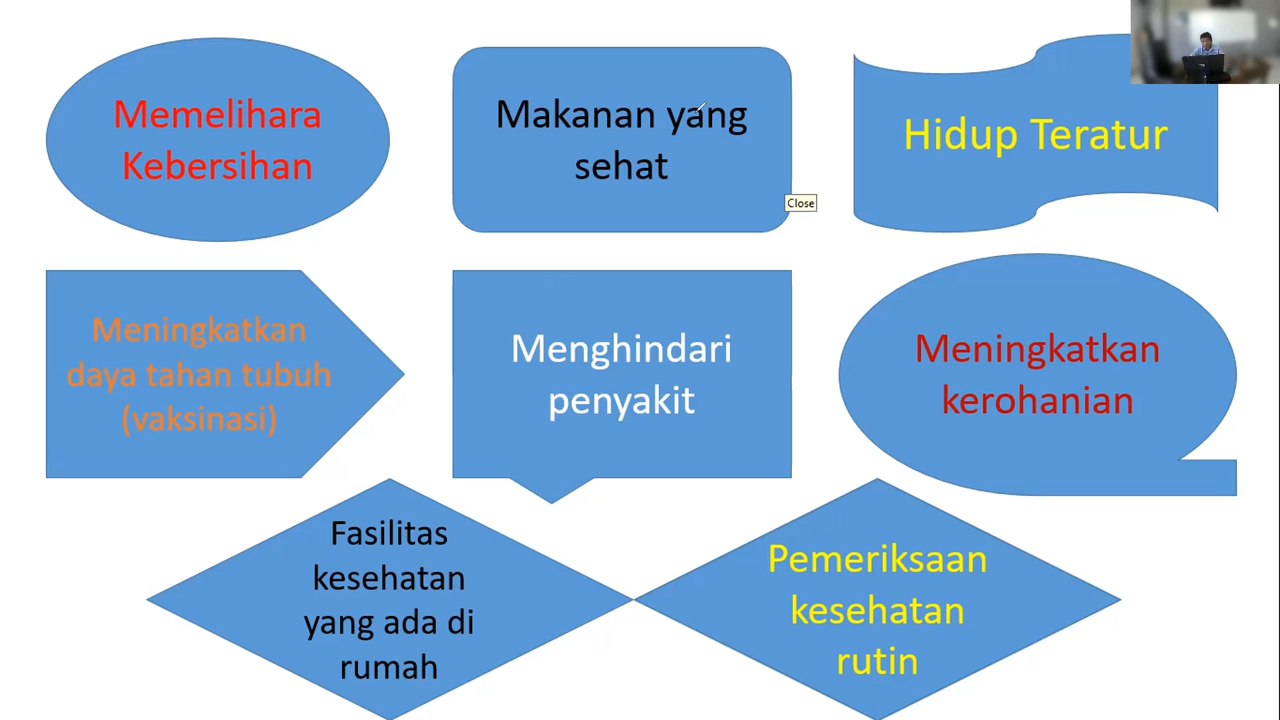 Memelihara
Kebersihan
Makanan yang
sehat
Hidup Teratur
Close
Meningkatkan
daya tahan tubuh
(vaksinasi)
Menghindari
penyakit
Meningkatkan
kerohanian
Fasilitas
kesehatan
yang ada di
rumah
Pemeriksaan
kesehatan
rutin